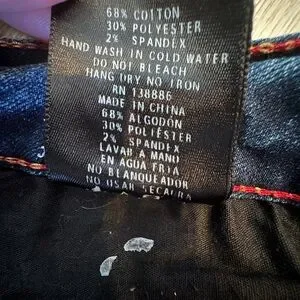 68% COTTON
30% POLYESTER
2% SPANDEX
HAND WASH IN COLD WATER
DO NOT BLEACH
HANG DRY NO IRON
RN 138886
MADE IN CHINA
68% ALGODÓN
30% POLIÉSTER
2% SPANDEX
LAVAR A MANO
EN AGUA FRIA
NO BLANQUEADOR
NO USAR SECADRA